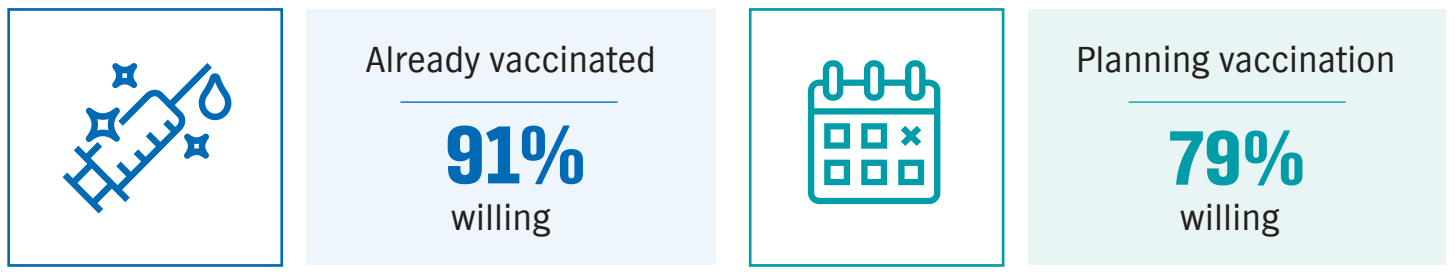 Already vaccinated
91%
willing
Planning vaccination
79%
willing